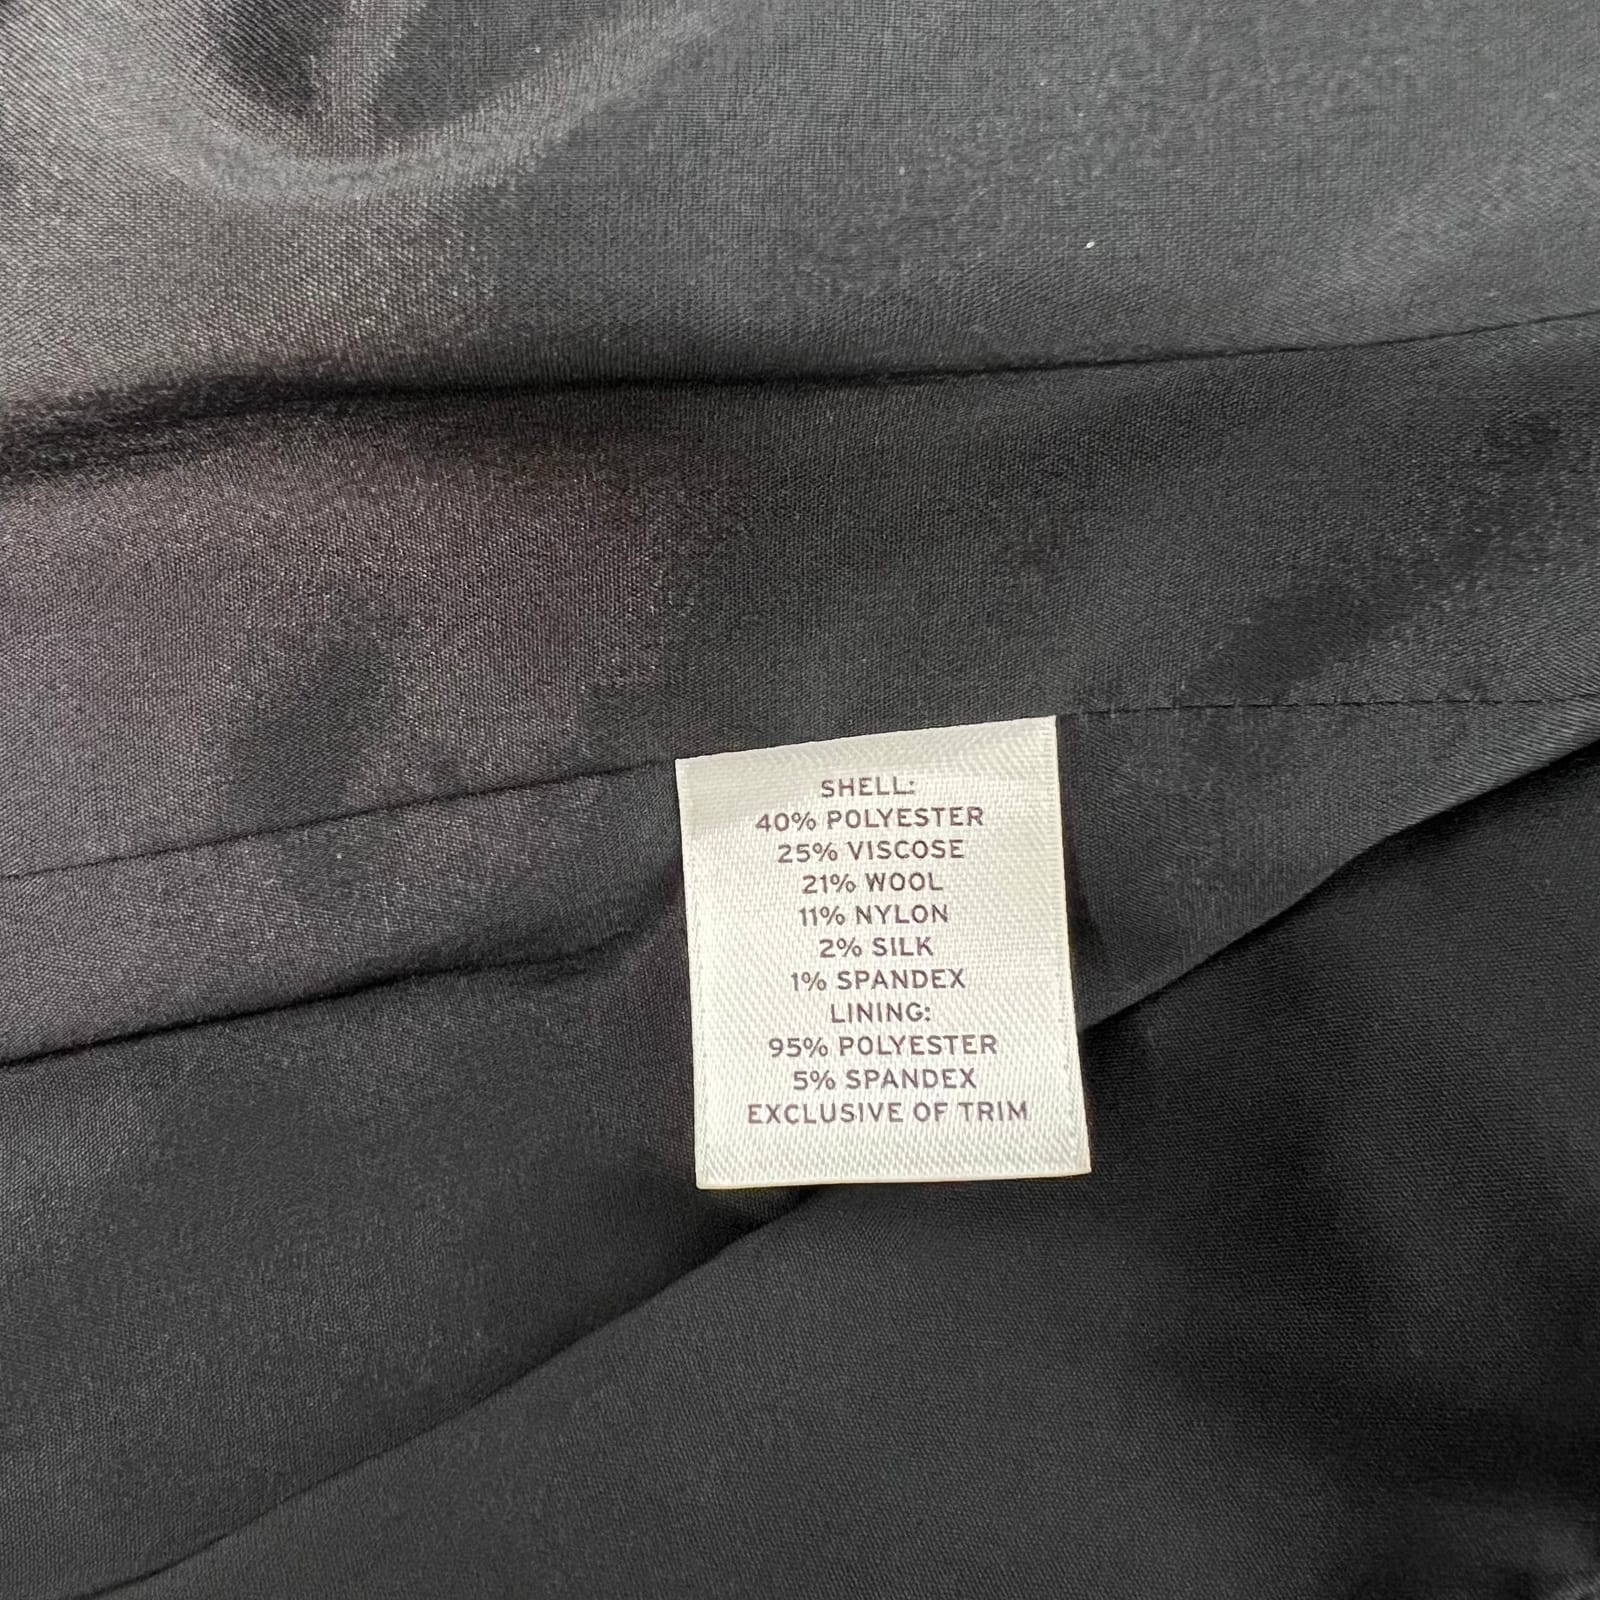 SHELL:
40% POLYESTER
25% VISCOSE
21% WOOL
11% NYLON
2% SILK
1% SPANDEX
LINING:
95% POLYESTER
5% SPANDEX
EXCLUSIVE OF TRIM